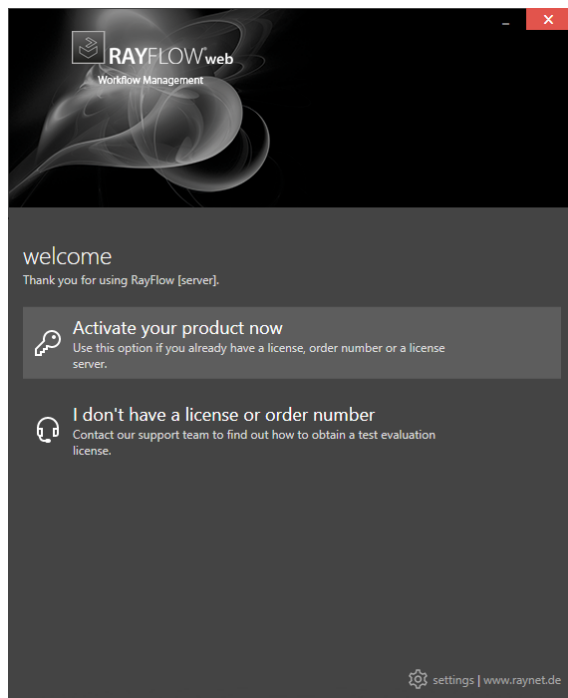 RAYFLOW web
Workflow Management
welcome
Thank you for using RayFlow [server].
Activate your product now
Use this option if you already have a license, order number or a license
server.
I don't have a license or order number
Contact our support team to find out how to obtain a test evaluation
license.
settings | www.raynet.de